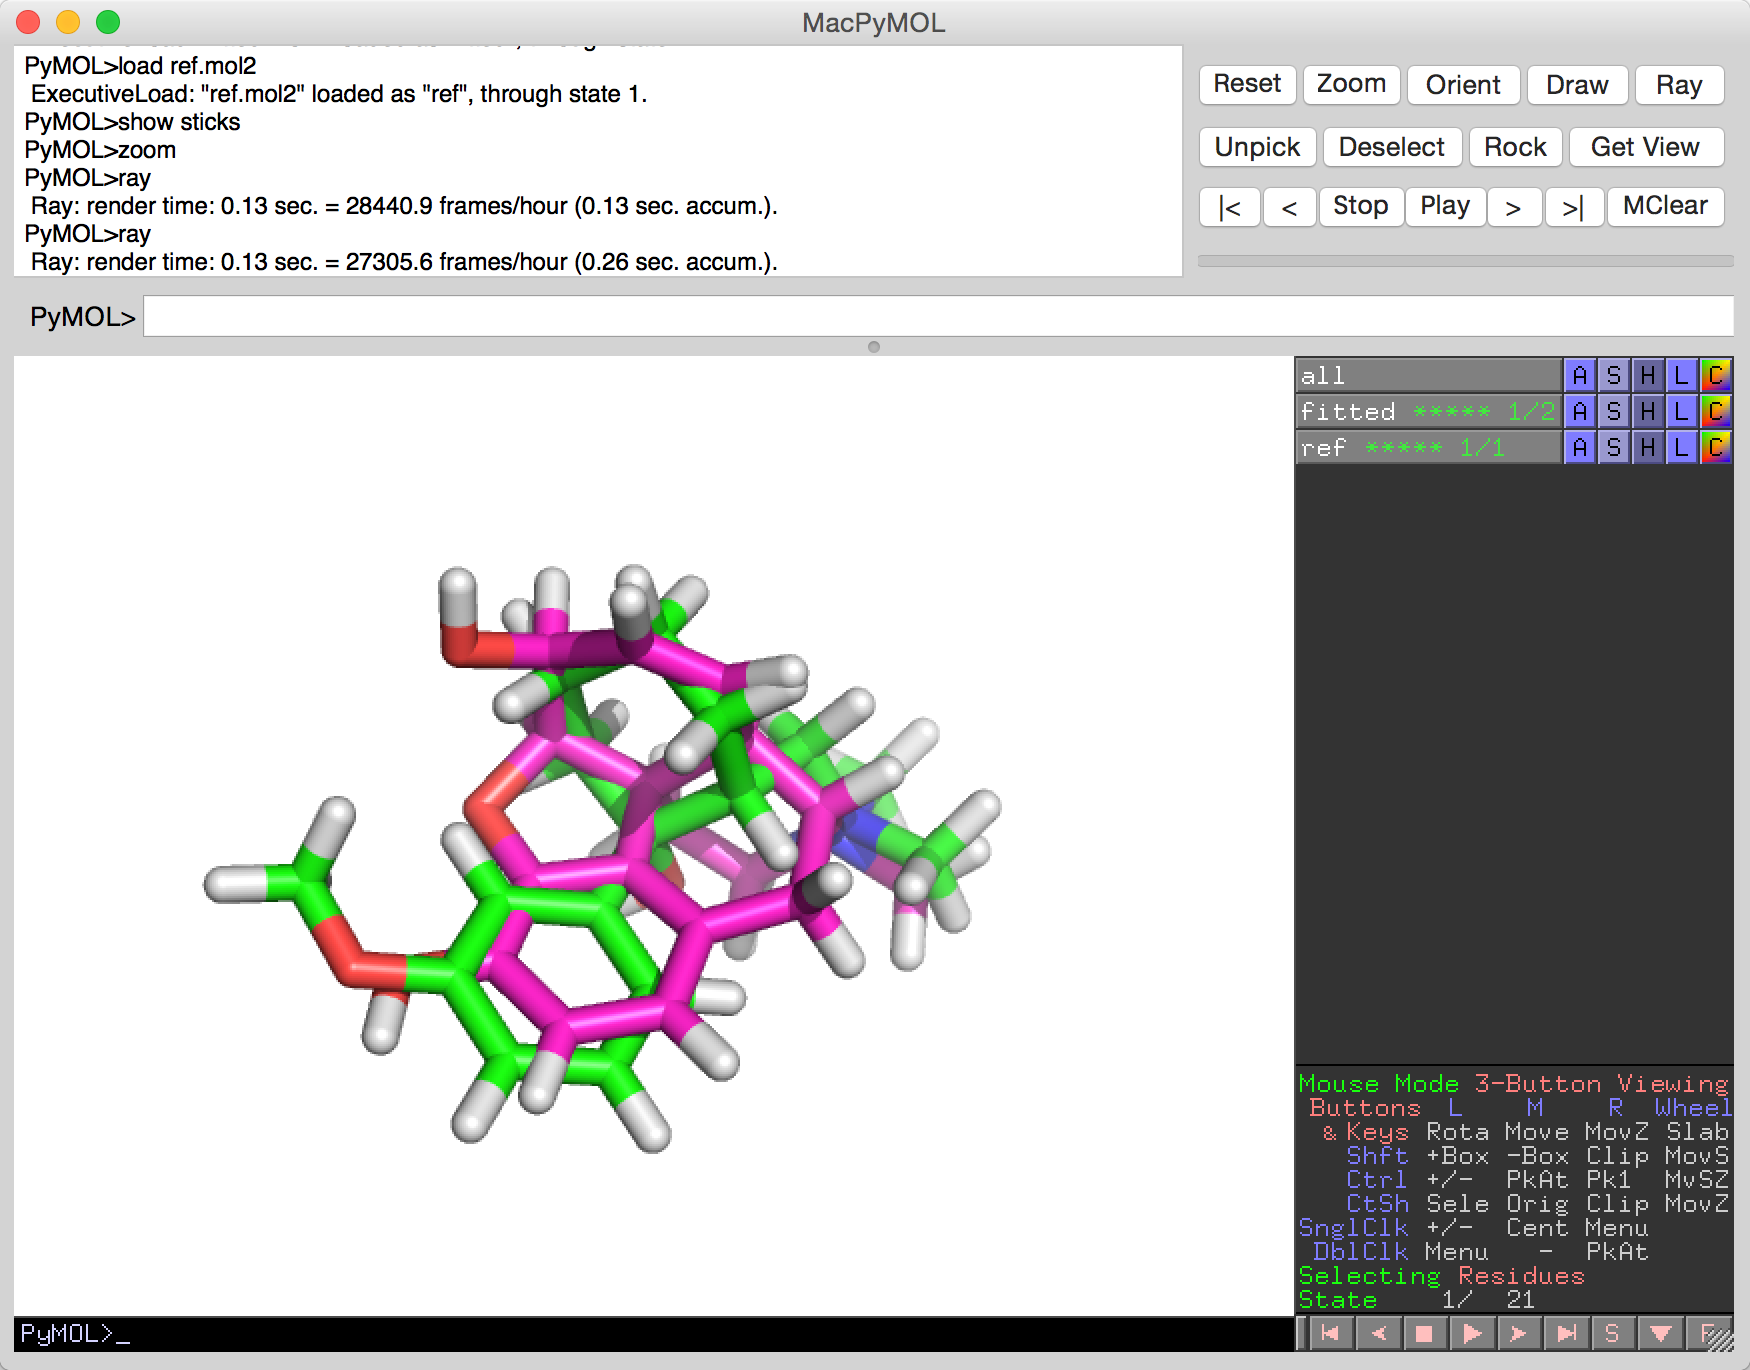 MacPyMOL
PyMOL>load ref.mol2
ExecutiveLoad: "ref.mol2" loaded as "ref", through state 1.
PyMOL>show sticks
PyMOL>zoom
PyMOL>ray
Ray: render time: 0.13 sec. = 28440.9 frames/hour (0.13 sec. accum.).
PyMOL>ray
Ray: render time: 0.13 sec. = 27305.6 frames/hour (0.26 sec. accum.).
Reset Zoom Orient Draw Ray
Unpick Deselect Rock Get View
|< < Stop Play > >| MClear
PyMOL>
all A S H L C
fitted ***** 1/2 A S H L C
ref ***** 1/1 A S H L C
Mouse Mode 3-Button Viewing
Buttons L M R Wheel
& Keys Rota Move MovZ Slab
Shft +Box -Box Clip MovS
Ctrl +/- PkAt Pk1 MvSZ
CtSh Sele Orig Clip MovZ
SnglClk +/- Cent Menu
DblClk Menu - PkAt
Selecting Residues
State 1/ 21
PyMOL>_
S F